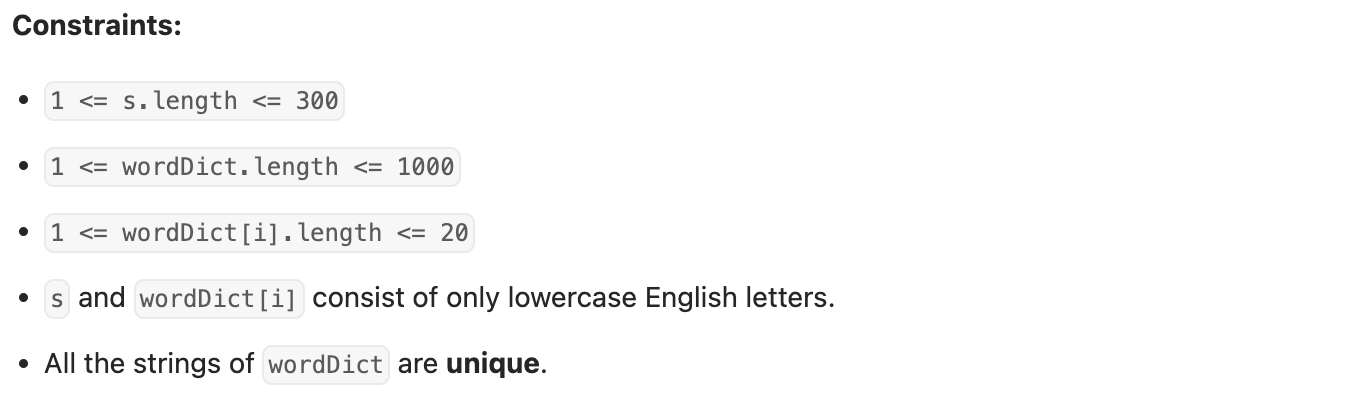 Constraints:
• 1 <= s.length <= 300
• 1 <= wordDict.length <= 1000
• 1 <= wordDict[i].length <= 20
• s and wordDict[i] consist of only lowercase English letters.
• All the strings of wordDict are unique.